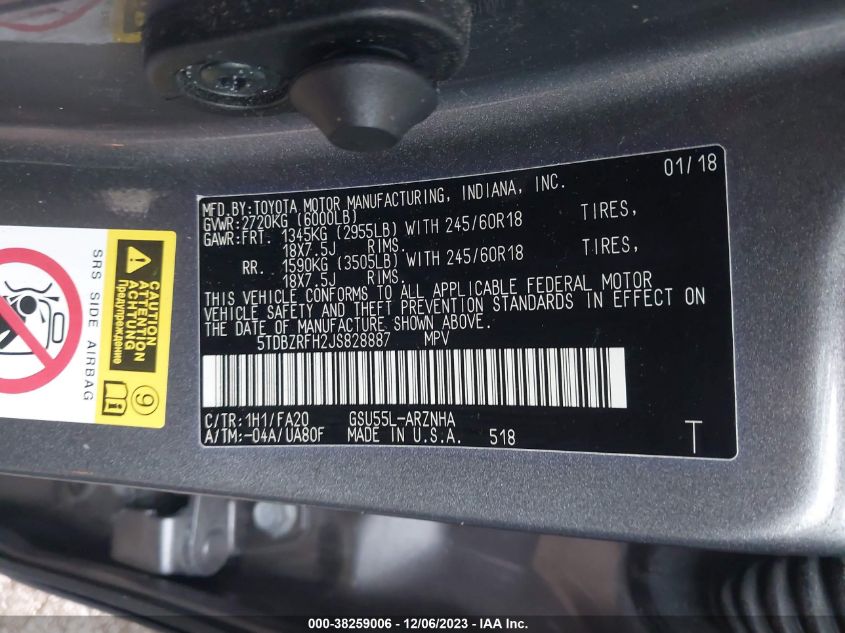 MFD.BY:TOYOTA MOTOR MANUFACTURING, INDIANA, INC. 01/18
GVWR:2720KG (6000LB)
GAWR:FRT. 1345KG (2955LB) WITH 245/60R18 TIRES,
18X7.5J RIMS.
RR. 1590KG (3505LB) WITH 245/60R18 TIRES,
18X7.5J RIMS.
THIS VEHICLE CONFORMS TO ALL APPLICABLE FEDERAL MOTOR
VEHICLE SAFETY AND THEFT PREVENTION STANDARDS IN EFFECT ON
THE DATE OF MANUFACTURE SHOWN ABOVE.
5TDBZRFH2JS828887 MPV
C/TR:1H1/FA20 GSU55L-ARZNHA
A/TM:-04A/UA80F MADE IN U.S.A. 518 T
SRS SIDE AIRBAG
CAUTION
ATTENTION
ACHTUNG
Предупреждение
9
000-38259006 - 12/06/2023 - IAA Inc.